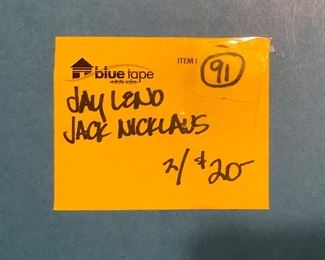 blue tape
estate sales
ITEM # 91
JAY LENO
JACK NICKLAUS
2/$20-